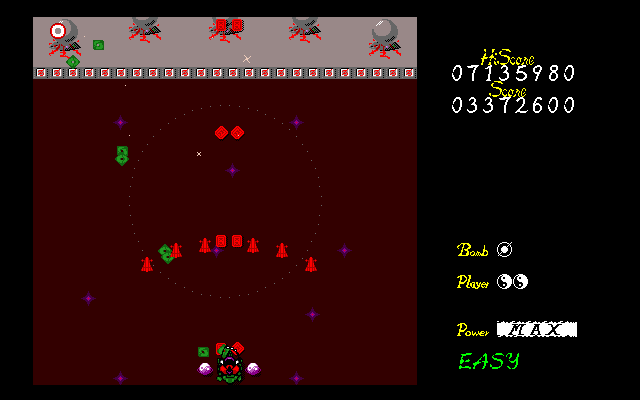 HiScore
07135980
Score
03372600
Bomb
Player
Power MAX
EASY